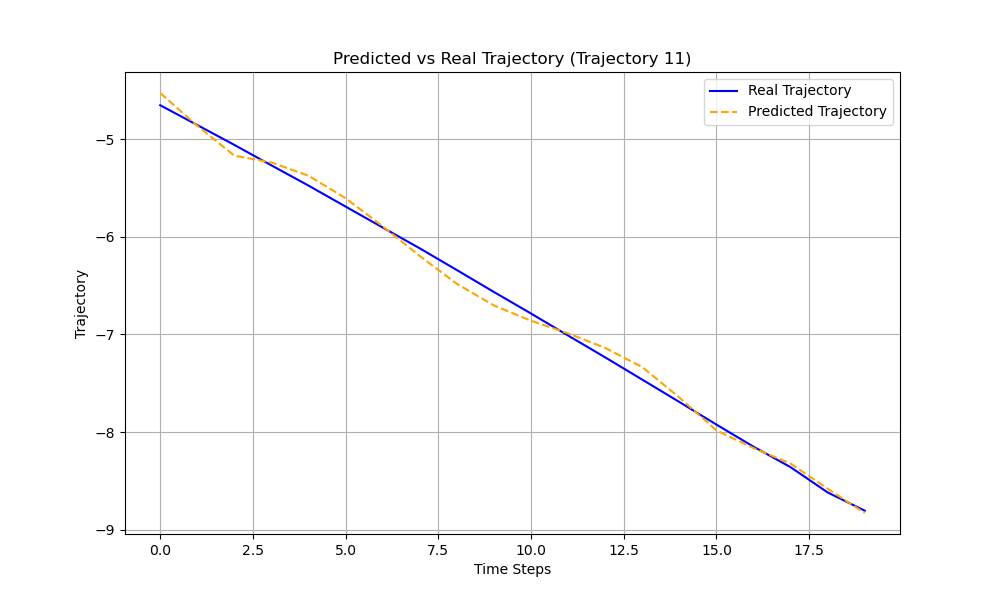 Predicted vs Real Trajectory (Trajectory 11)
Real Trajectory
Predicted Trajectory
Trajectory
−5
−6
−7
−8
−9
0.0 2.5 5.0 7.5 10.0 12.5 15.0 17.5
Time Steps